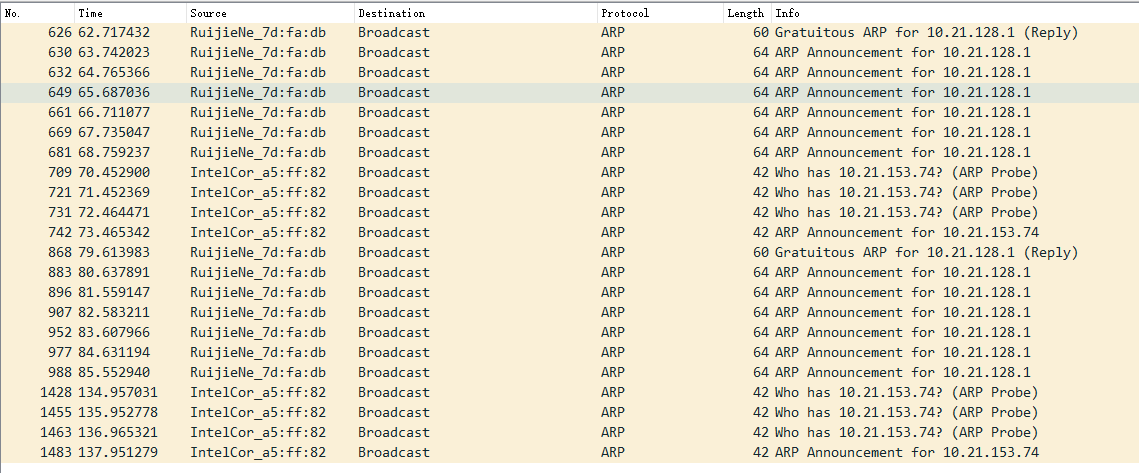 No. Time Source Destination Protocol Length Info
626 62.717432 RuijieNe_7d:fa:db Broadcast ARP 60 Gratuitous ARP for 10.21.128.1 (Reply)
630 63.742023 RuijieNe_7d:fa:db Broadcast ARP 64 ARP Announcement for 10.21.128.1
632 64.765366 RuijieNe_7d:fa:db Broadcast ARP 64 ARP Announcement for 10.21.128.1
649 65.687036 RuijieNe_7d:fa:db Broadcast ARP 64 ARP Announcement for 10.21.128.1
661 66.711077 RuijieNe_7d:fa:db Broadcast ARP 64 ARP Announcement for 10.21.128.1
669 67.735047 RuijieNe_7d:fa:db Broadcast ARP 64 ARP Announcement for 10.21.128.1
681 68.759237 RuijieNe_7d:fa:db Broadcast ARP 64 ARP Announcement for 10.21.128.1
709 70.452900 IntelCor_a5:ff:82 Broadcast ARP 42 Who has 10.21.153.74? (ARP Probe)
721 71.452369 IntelCor_a5:ff:82 Broadcast ARP 42 Who has 10.21.153.74? (ARP Probe)
731 72.464471 IntelCor_a5:ff:82 Broadcast ARP 42 Who has 10.21.153.74? (ARP Probe)
742 73.465342 IntelCor_a5:ff:82 Broadcast ARP 42 ARP Announcement for 10.21.153.74
868 79.613983 RuijieNe_7d:fa:db Broadcast ARP 60 Gratuitous ARP for 10.21.128.1 (Reply)
883 80.637891 RuijieNe_7d:fa:db Broadcast ARP 64 ARP Announcement for 10.21.128.1
896 81.559147 RuijieNe_7d:fa:db Broadcast ARP 64 ARP Announcement for 10.21.128.1
907 82.583211 RuijieNe_7d:fa:db Broadcast ARP 64 ARP Announcement for 10.21.128.1
952 83.607966 RuijieNe_7d:fa:db Broadcast ARP 64 ARP Announcement for 10.21.128.1
977 84.631194 RuijieNe_7d:fa:db Broadcast ARP 64 ARP Announcement for 10.21.128.1
988 85.552940 RuijieNe_7d:fa:db Broadcast ARP 64 ARP Announcement for 10.21.128.1
1428 134.957031 IntelCor_a5:ff:82 Broadcast ARP 42 Who has 10.21.153.74? (ARP Probe)
1455 135.952778 IntelCor_a5:ff:82 Broadcast ARP 42 Who has 10.21.153.74? (ARP Probe)
1463 136.965321 IntelCor_a5:ff:82 Broadcast ARP 42 Who has 10.21.153.74? (ARP Probe)
1483 137.951279 IntelCor_a5:ff:82 Broadcast ARP 42 ARP Announcement for 10.21.153.74